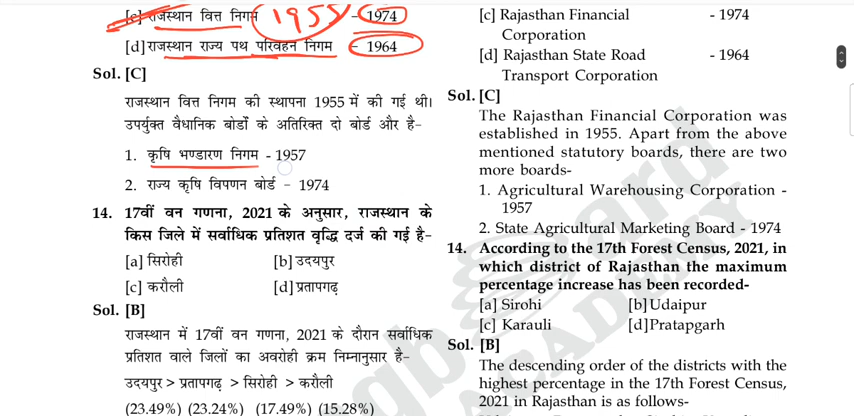 [c] राजस्थान वित्त निगम - 1974
1955
[d] राजस्थान राज्य पथ परिवहन निगम - 1964
Sol. [C]
राजस्थान वित्त निगम की स्थापना 1955 में की गई थी।
उपर्युक्त वैधानिक बोर्डों के अतिरिक्त दो बोर्ड और है-
1. कृषि भण्डारण निगम - 1957
2. राज्य कृषि विपणन बोर्ड - 1974
14. 17वीं वन गणना, 2021 के अनुसार, राजस्थान के
किस जिले में सर्वाधिक प्रतिशत वृद्धि दर्ज की गई है-
[a] सिरोही [b] उदयपुर
[c] करौली [d] प्रतापगढ़
Sol. [B]
राजस्थान में 17वीं वन गणना, 2021 के दौरान सर्वाधिक
प्रतिशत वाले जिलों का अवरोही क्रम निम्नानुसार है-
उदयपुर > प्रतापगढ़ > सिरोही > करौली
(23.49%) (23.24%) (17.49%) (15.28%)
[c] Rajasthan Financial - 1974
Corporation
[d] Rajasthan State Road - 1964
Transport Corporation
Sol. [C]
The Rajasthan Financial Corporation was
established in 1955. Apart from the above
mentioned statutory boards, there are two
more boards-
1. Agricultural Warehousing Corporation -
1957
2. State Agricultural Marketing Board - 1974
14. According to the 17th Forest Census, 2021, in
which district of Rajasthan the maximum
percentage increase has been recorded-
[a] Sirohi [b] Udaipur
[c] Karauli [d] Pratapgarh
Sol. [B]
The descending order of the districts with the
highest percentage in the 17th Forest Census,
2021 in Rajasthan is as follows-
ACADEMY